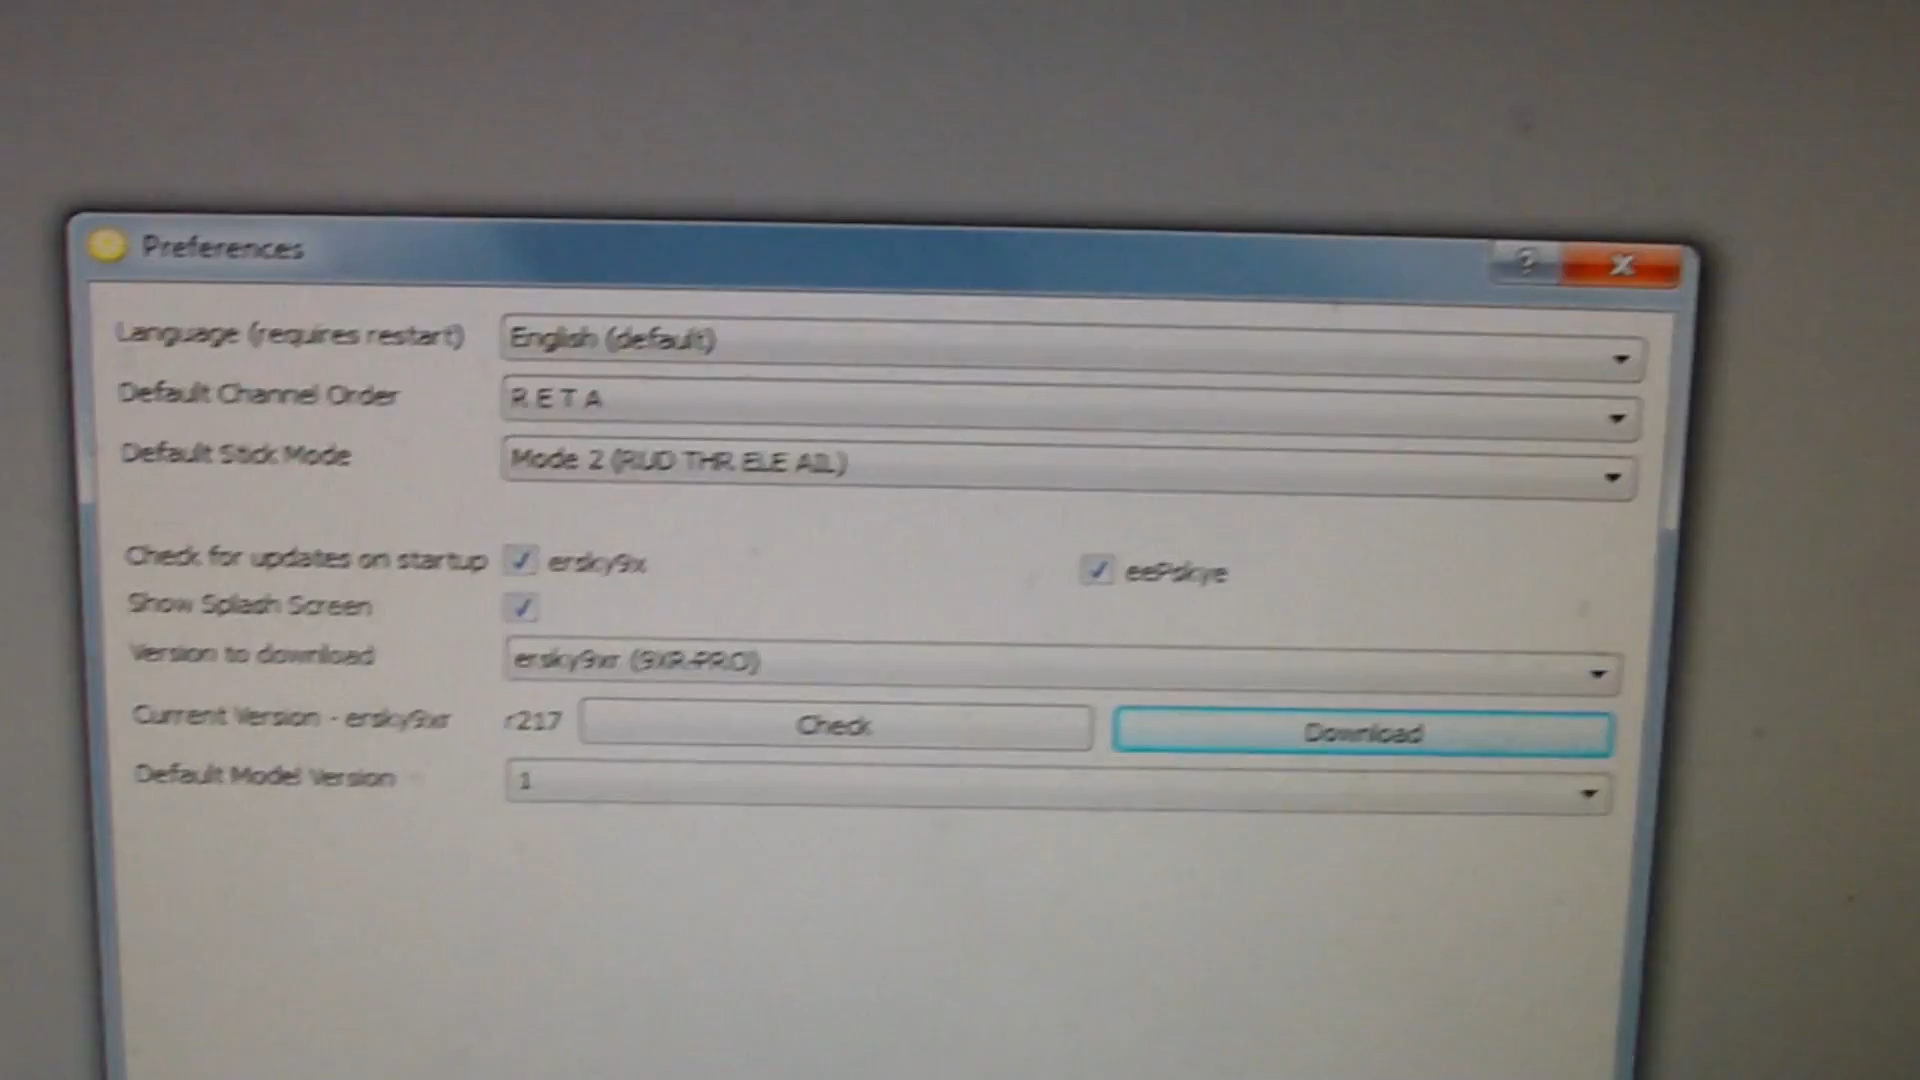 Preferences
?
X
Language (requires restart) English (default)
Default Channel Order R E T A
Default Stick Mode Mode 2 (RUD THR ELE AIL)
Check for updates on startup ersky9x eePskye
Show Splash Screen
Version to download ersky9xr (9XR-PRO)
Current Version - ersky9xr r217 Check Download
Default Model Version 1